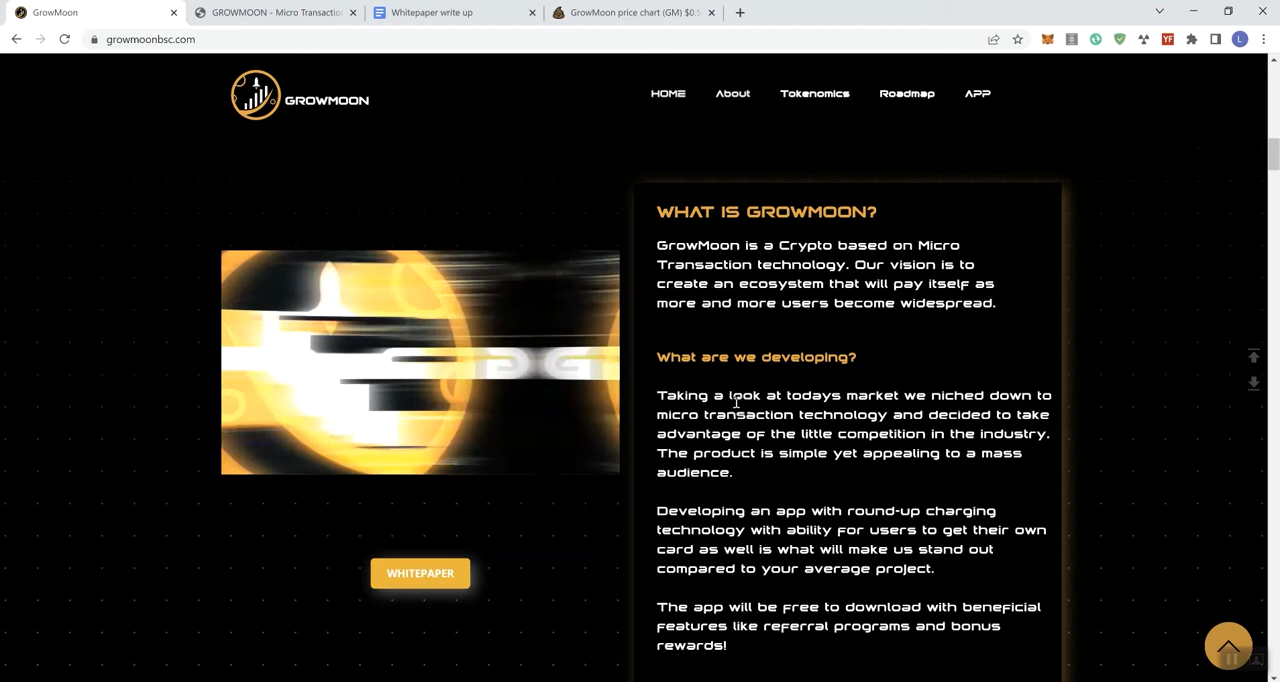 GrowMoon
GROWMOON - Micro Transactio
Whitepaper write up
GrowMoon price chart (GM) $0.5
growmoonbsc.com
YF
L
GROWMOON
HOME
About
Tokenomics
Roadmap
APP
WHAT IS GROWMOON?
GrowMoon is a Crypto based on Micro
Transaction technology. Our vision is to
create an ecosystem that will pay itself as
more and more users become widespread.
What are we developing?
Taking a look at todays market we niched down to
micro transaction technology and decided to take
advantage of the little competition in the industry.
The product is simple yet appealing to a mass
audience.
Developing an app with round-up charging
technology with ability for users to get their own
card as well is what will make us stand out
compared to your average project.
The app will be free to download with beneficial
features like referral programs and bonus
rewards!
WHITEPAPER